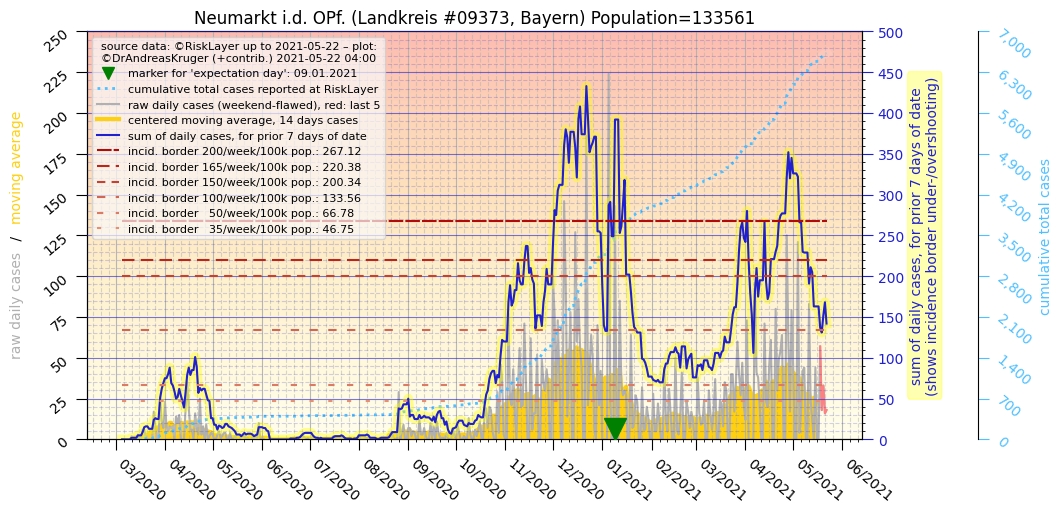 Neumarkt i.d. OPf. (Landkreis #09373, Bayern) Population=133561
source data: ©RiskLayer up to 2021-05-22 – plot:
©DrAndreasKruger (+contrib.) 2021-05-22 04:00
marker for 'expectation day': 09.01.2021
cumulative total cases reported at RiskLayer
raw daily cases (weekend-flawed), red: last 5
centered moving average, 14 days cases
sum of daily cases, for prior 7 days of date
incid. border 200/week/100k pop.: 267.12
incid. border 165/week/100k pop.: 220.38
incid. border 150/week/100k pop.: 200.34
incid. border 100/week/100k pop.: 133.56
incid. border 50/week/100k pop.: 66.78
incid. border 35/week/100k pop.: 46.75
raw daily cases / moving average
250
225
200
175
150
125
100
75
50
25
0
03/2020
04/2020
05/2020
06/2020
07/2020
08/2020
09/2020
10/2020
11/2020
12/2020
01/2021
02/2021
03/2021
04/2021
05/2021
06/2021
500
450
400
350
300
250
200
150
100
50
0
sum of daily cases, for prior 7 days of date
(shows incidence border under-/overshooting)
7,000
6,300
5,600
4,900
4,200
3,500
2,800
2,100
1,400
700
0
cumulative total cases